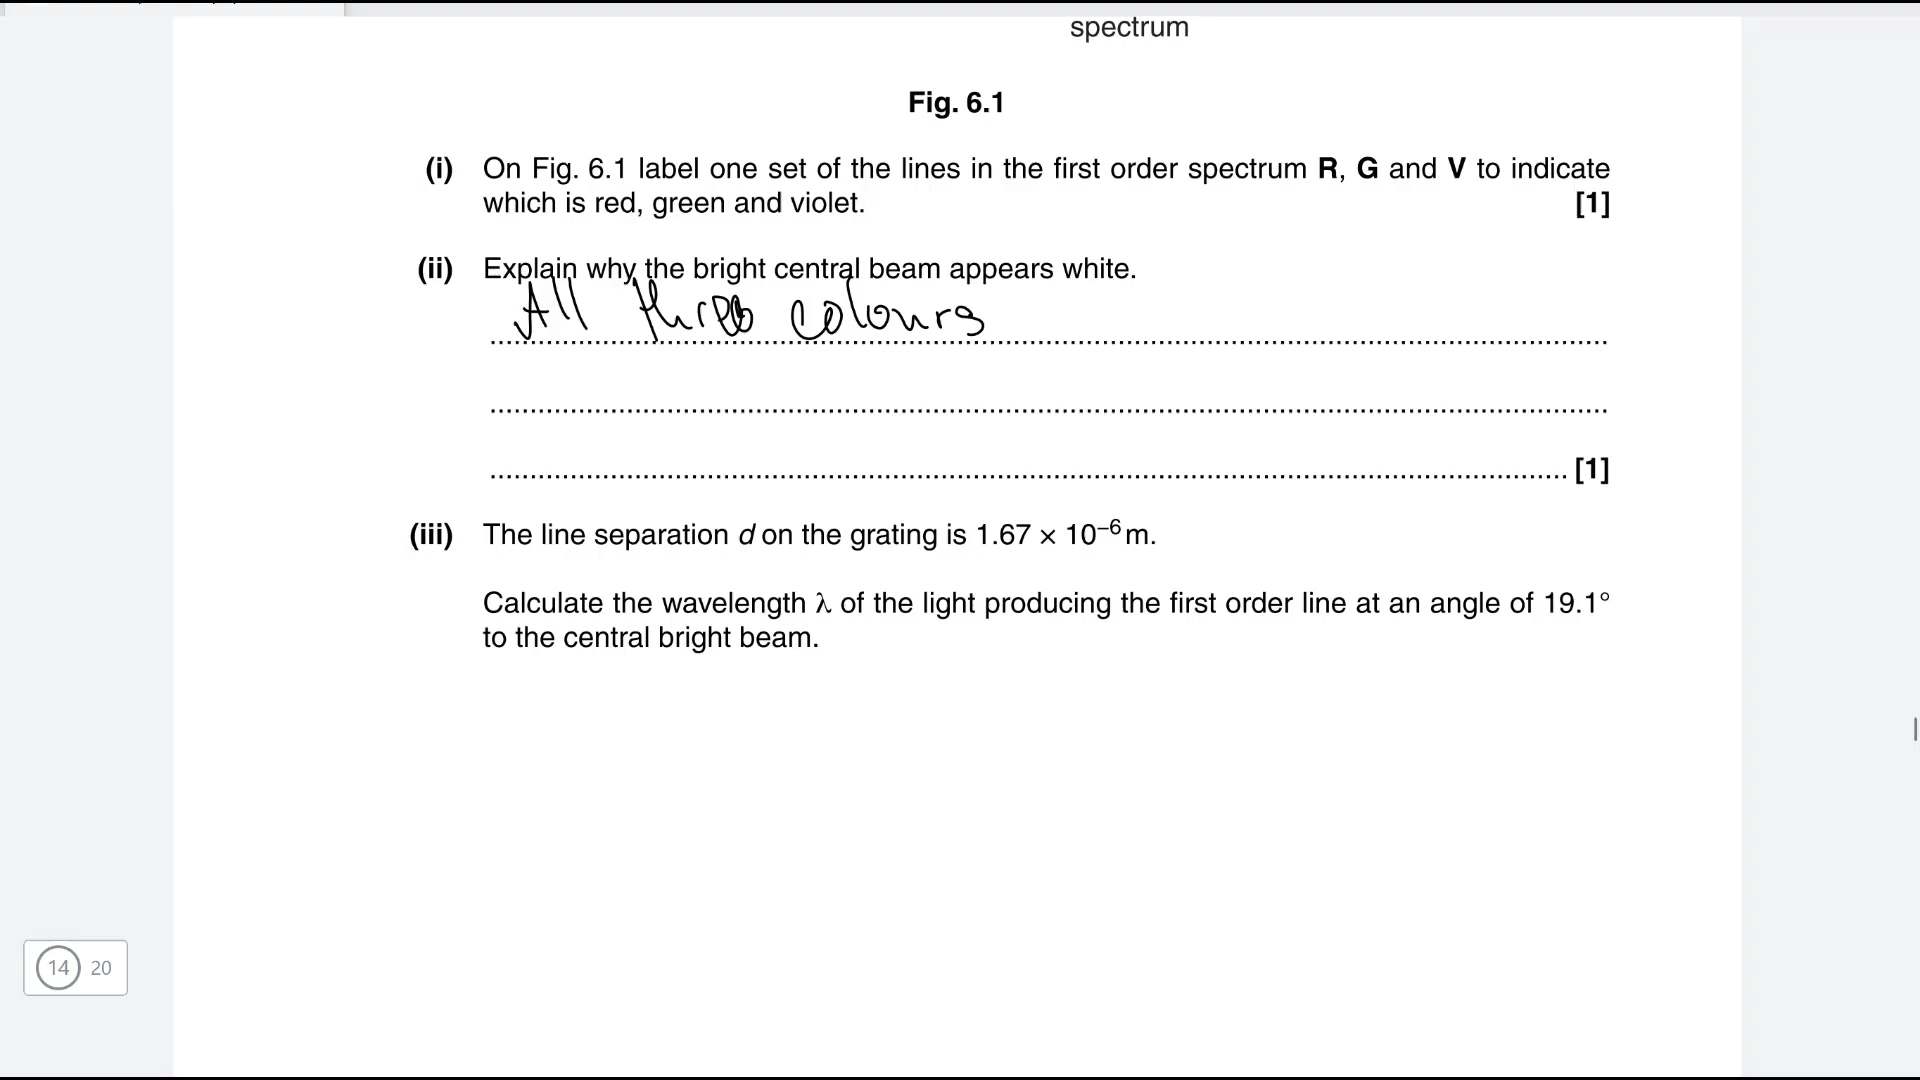 spectrum
Fig. 6.1
(i) On Fig. 6.1 label one set of the lines in the first order spectrum R, G and V to indicate
which is red, green and violet. [1]
(ii) Explain why the bright central beam appears white.
All three colours
[1]
(iii) The line separation d on the grating is 1.67 × 10⁻⁶ m.
Calculate the wavelength λ of the light producing the first order line at an angle of 19.1°
to the central bright beam.
14 20